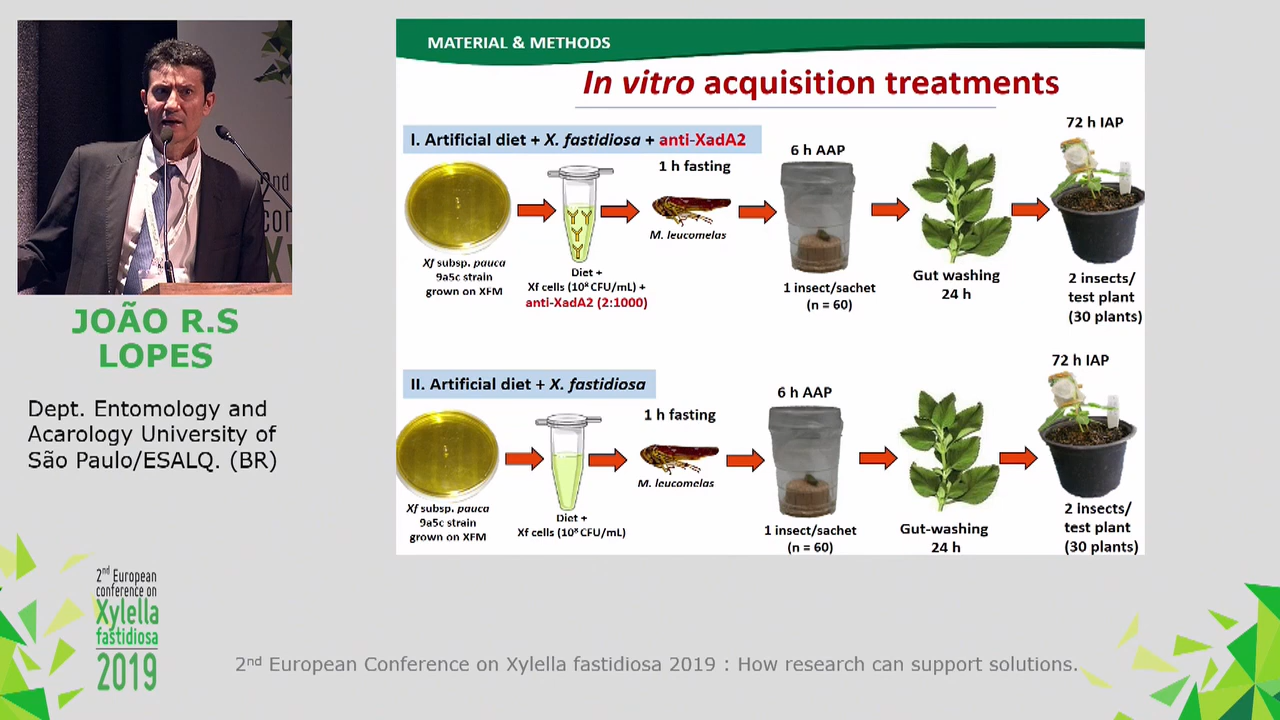 MATERIAL & METHODS
In vitro acquisition treatments
I. Artificial diet + X. fastidiosa + anti-XadA2
1 h fasting
6 h AAP
72 h IAP
M. leucomelas
Xf subsp. pauca
9a5c strain
grown on XFM
Diet +
Xf cells (10⁸ CFU/mL) +
anti-XadA2 (2:1000)
1 insect/sachet
(n = 60)
Gut washing
24 h
2 insects/
test plant
(30 plants)
II. Artificial diet + X. fastidiosa
1 h fasting
6 h AAP
72 h IAP
M. leucomelas
Xf subsp. pauca
9a5c strain
grown on XFM
Diet +
Xf cells (10⁸ CFU/mL)
1 insect/sachet
(n = 60)
Gut-washing
24 h
2 insects/
test plant
(30 plants)
2nd
con
Xy
JOÃO R.S
LOPES
Dept. Entomology and
Acarology University of
São Paulo/ESALQ. (BR)
2nd European
conference on
Xylella
fastidiosa
2019
2nd European Conference on Xylella fastidiosa 2019 : How research can support solutions.